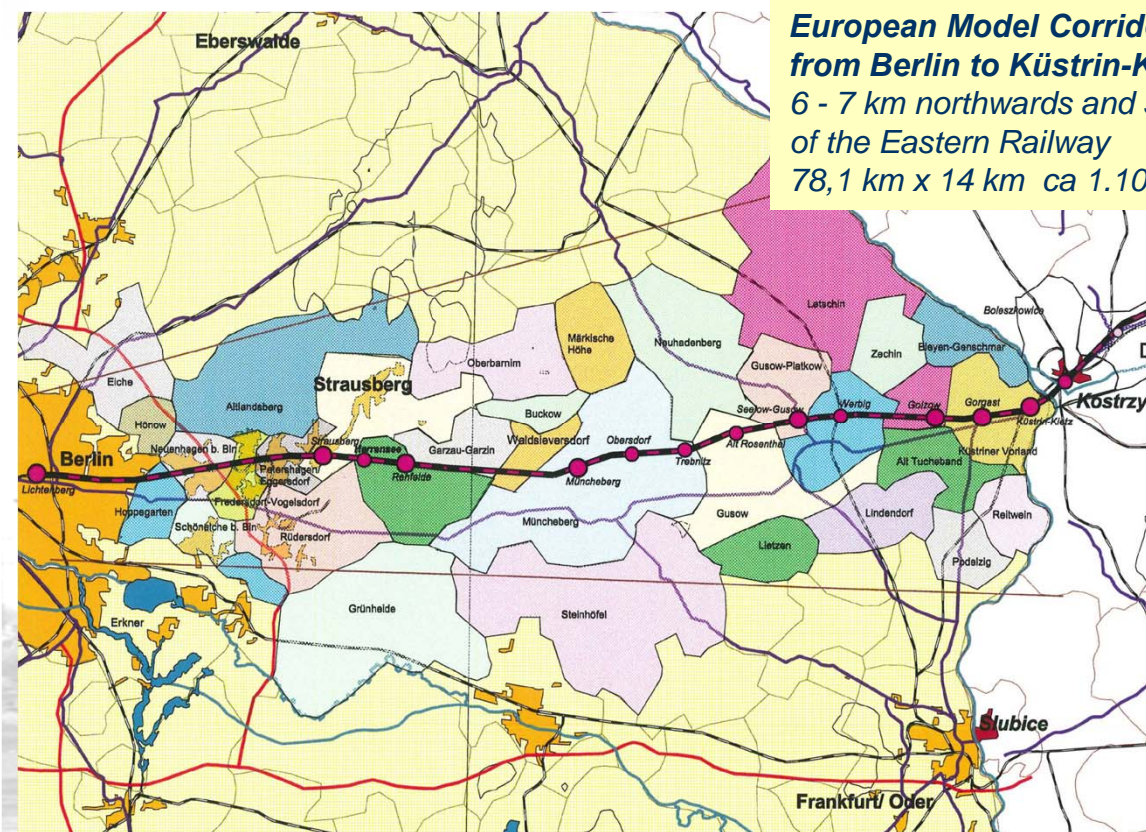 European Model Corrid
from Berlin to Küstrin-K
6 - 7 km northwards and
of the Eastern Railway
78,1 km x 14 km ca 1.10
Eberswalde
Letschin
Boleszkowice
Märkische
Höhe
Neuhadenberg
Zechin
Bleyen-Genschmar
Oberbarnim
Gusow-Platkow
Eiche
Strausberg
Altlandsberg
Buckow
Seelow-Gusow
Werbig
Golzow
Gorgast
Kostrzy
Hönow
Küstrin-Kietz
Neuenhagen b. Bln
Strausberg
Herrensee
Garzau-Garzin
Waldsieversdorf
Obersdorf
Alt Rosenthal
Küstriner Vorland
Berlin
Petershagen/
Eggersdorf
Rehfelde
Trebnitz
Alt Tucheband
Lichtenberg
Müncheberg
Fredersdorf-Vogelsdorf
Hoppegarten
Schöneiche b. Bln
Rüdersdorf
Müncheberg
Gusow
Lindendorf
Reitwein
Lietzen
Podelzig
Grünheide
Steinhöfel
Erkner
Slubice
Frankfurt/ Oder